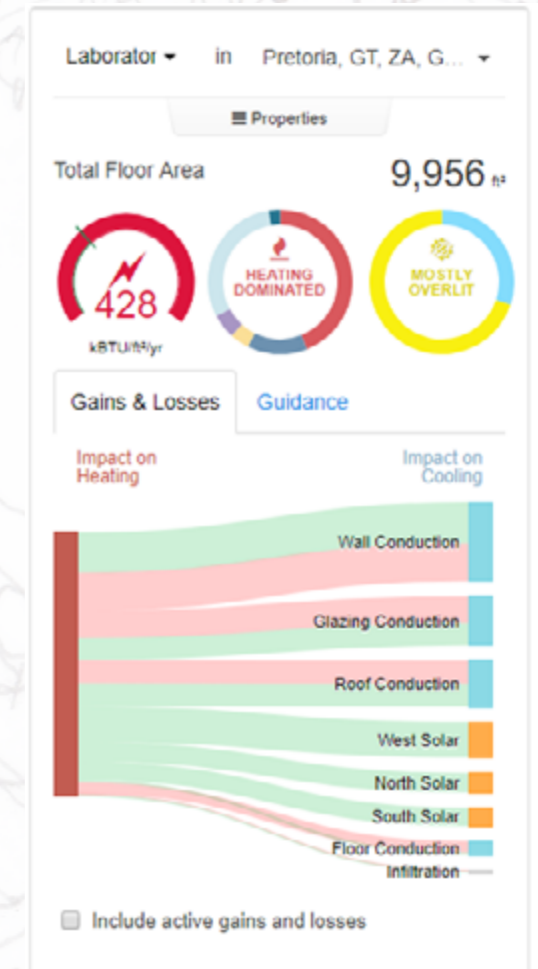 Laborator in Pretoria, GT, ZA, G...
Properties
Total Floor Area 9,956 ft²
428
kBTU/ft²/yr
HEATING
DOMINATED
MOSTLY
OVERLIT
Gains & Losses Guidance
Impact on
Heating
Impact on
Cooling
Wall Conduction
Glazing Conduction
Roof Conduction
West Solar
North Solar
South Solar
Floor Conduction
Infiltration
Include active gains and losses